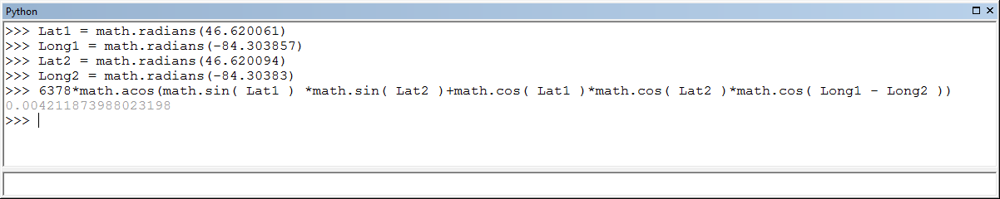 Python
>>> Lat1 = math.radians(46.620061)
>>> Long1 = math.radians(-84.303857)
>>> Lat2 = math.radians(46.620094)
>>> Long2 = math.radians(-84.30383)
>>> 6378*math.acos(math.sin( Lat1 ) *math.sin( Lat2 )+math.cos( Lat1 )*math.cos( Lat2 )*math.cos( Long1 - Long2 ))
0.004211873988023198
>>>